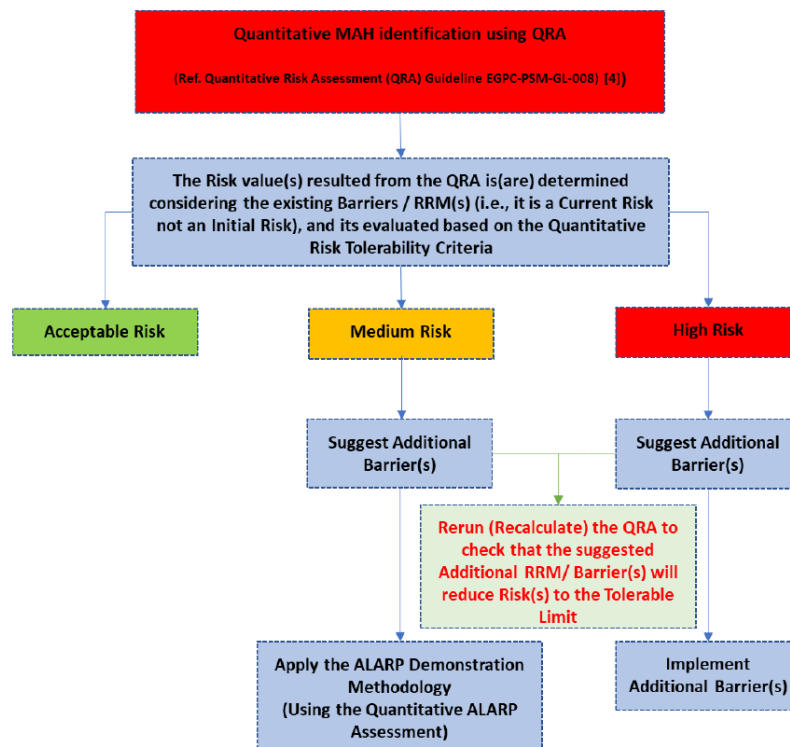 Quantitative MAH identification using QRA
(Ref. Quantitative Risk Assessment (QRA) Guideline EGPC-PSM-GL-008) [4])
The Risk value(s) resulted from the QRA is(are) determined
considering the existing Barriers / RRM(s) (i.e., it is a Current Risk
not an Initial Risk), and its evaluated based on the Quantitative
Risk Tolerability Criteria
Acceptable Risk
Medium Risk
High Risk
Suggest Additional
Barrier(s)
Suggest Additional
Barrier(s)
Rerun (Recalculate) the QRA to
check that the suggested
Additional RRM/ Barrier(s) will
reduce Risk(s) to the Tolerable
Limit
Apply the ALARP Demonstration
Methodology
(Using the Quantitative ALARP
Assessment)
Implement
Additional Barrier(s)